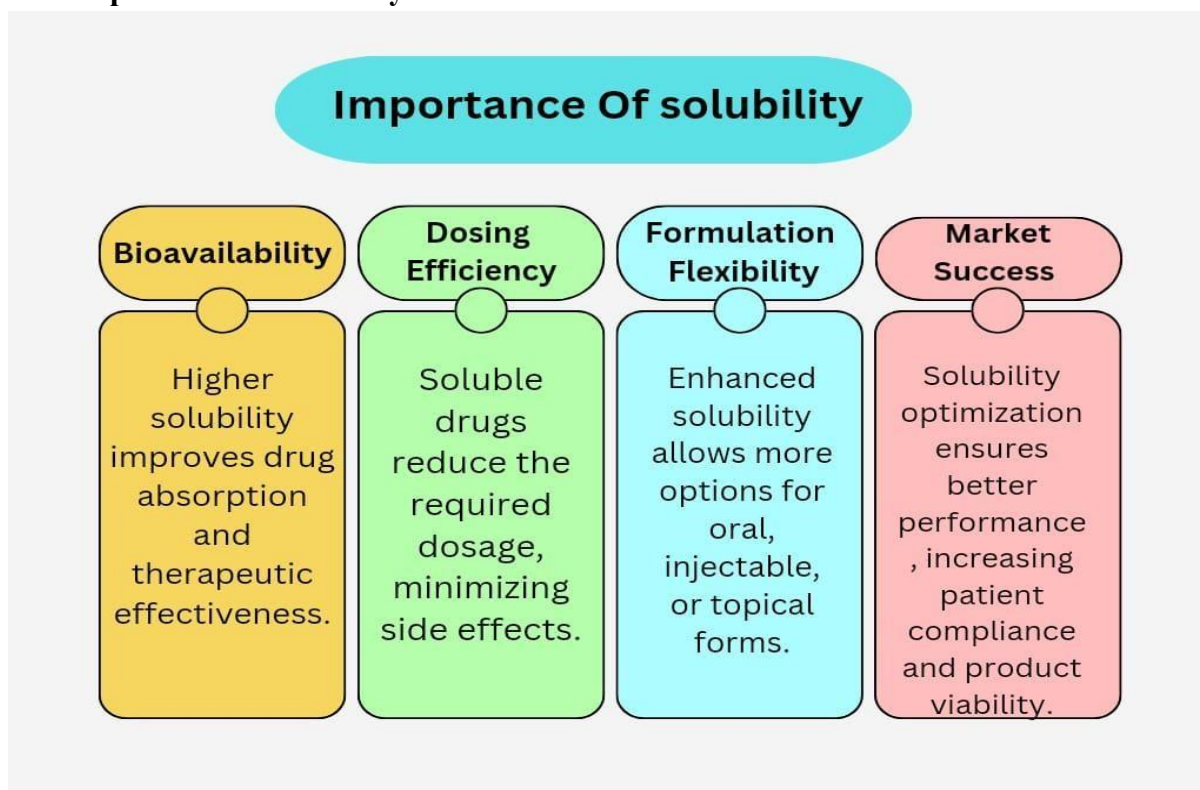 Importance Of solubility
Bioavailability
Higher
solubility
improves drug
absorption
and
therapeutic
effectiveness.
Dosing
Efficiency
Soluble
drugs
reduce the
required
dosage,
minimizing
side effects.
Formulation
Flexibility
Enhanced
solubility
allows more
options for
oral,
injectable,
or topical
forms.
Market
Success
Solubility
optimization
ensures
better
performance
, increasing
patient
compliance
and product
viability.